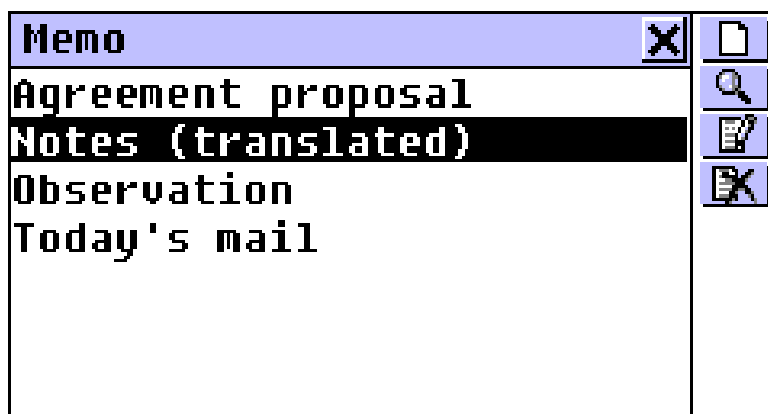 Memo
Agreement proposal
Notes (translated)
Observation
Today's mail